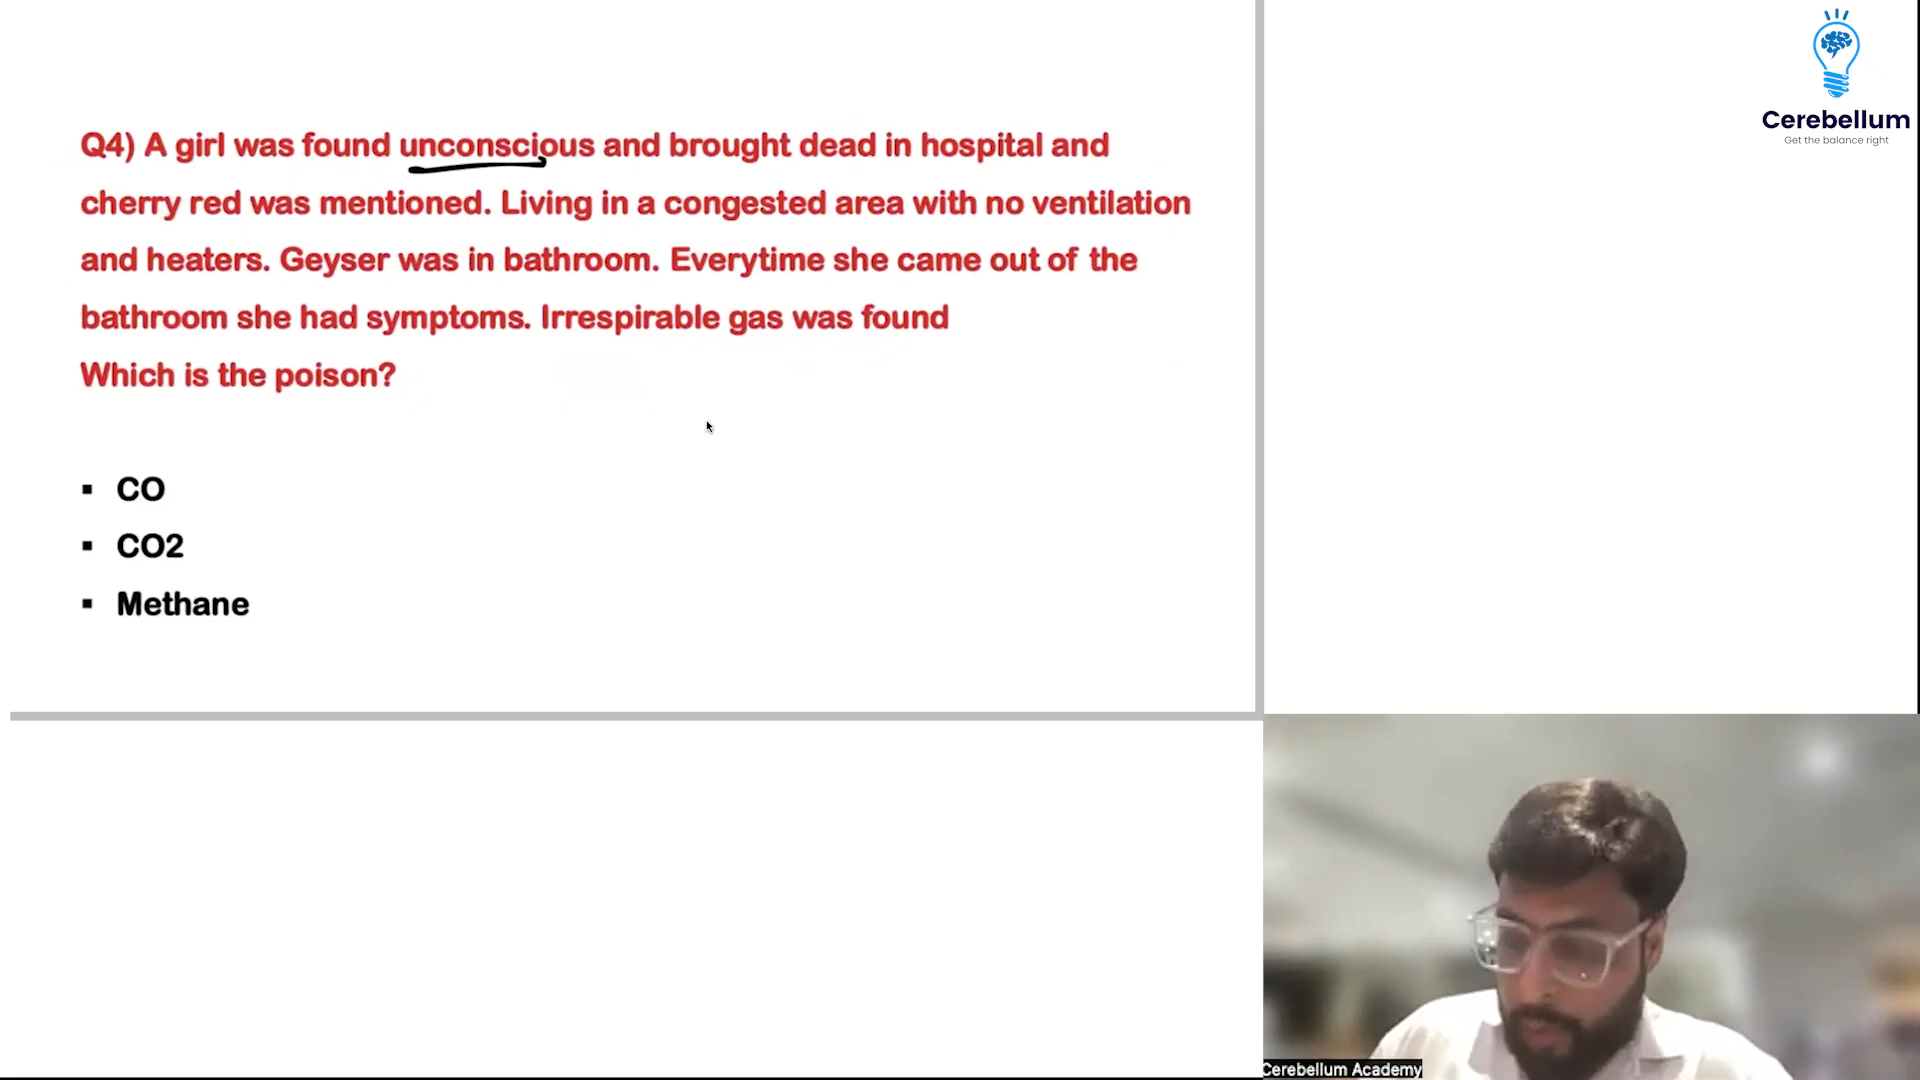 Cerebellum
Get the balance right
Q4) A girl was found unconscious and brought dead in hospital and
cherry red was mentioned. Living in a congested area with no ventilation
and heaters. Geyser was in bathroom. Everytime she came out of the
bathroom she had symptoms. Irrespirable gas was found
Which is the poison?
▪ CO
▪ CO2
▪ Methane
Cerebellum Academy